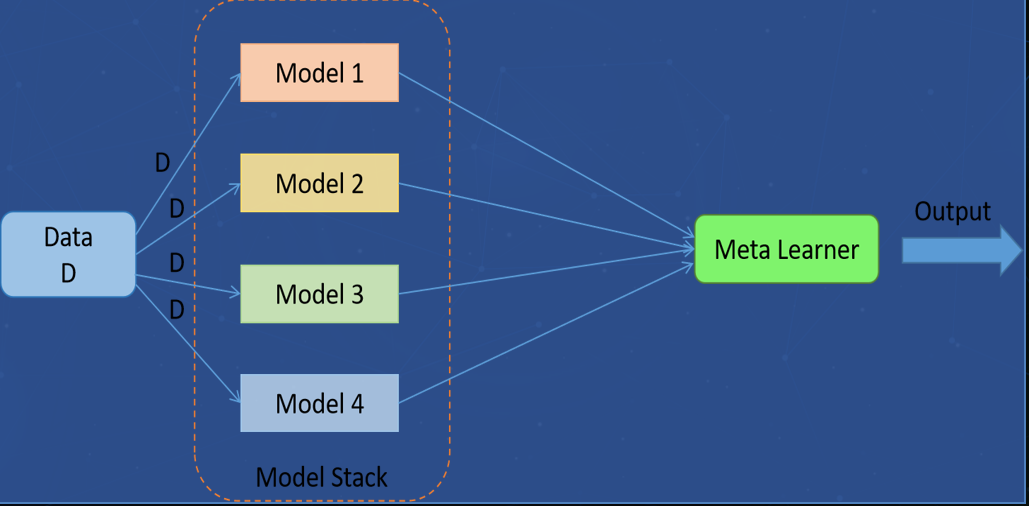 Data
D
D
D
D
D
Model 1
Model 2
Model 3
Model 4
Model Stack
Meta Learner
Output